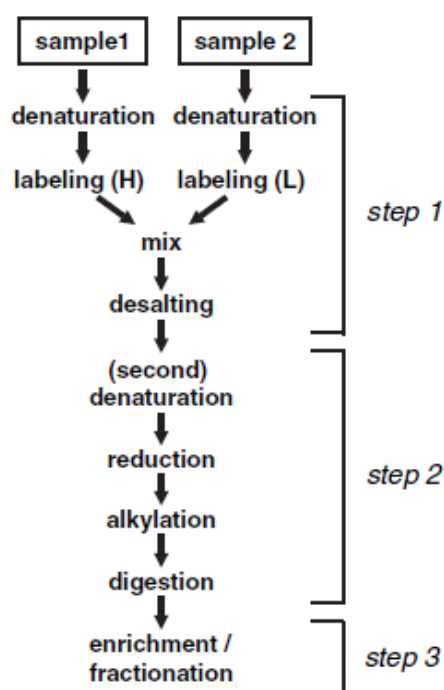 sample1 sample 2
denaturation denaturation
labeling (H) labeling (L)
step 1
mix
desalting
(second)
denaturation
reduction
step 2
alkylation
digestion
enrichment /
fractionation
step 3